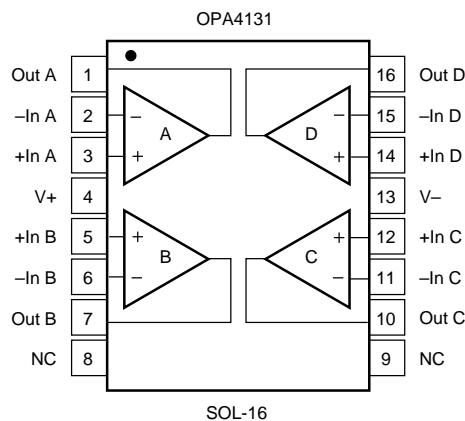 OPA4131
Out A 1 16 Out D
–In A 2 – – 15 –In D
A D
+In A 3 + + 14 +In D
V+ 4 13 V–
+In B 5 + + 12 +In C
B C
–In B 6 – – 11 –In C
Out B 7 10 Out C
NC 8 9 NC
SOL-16